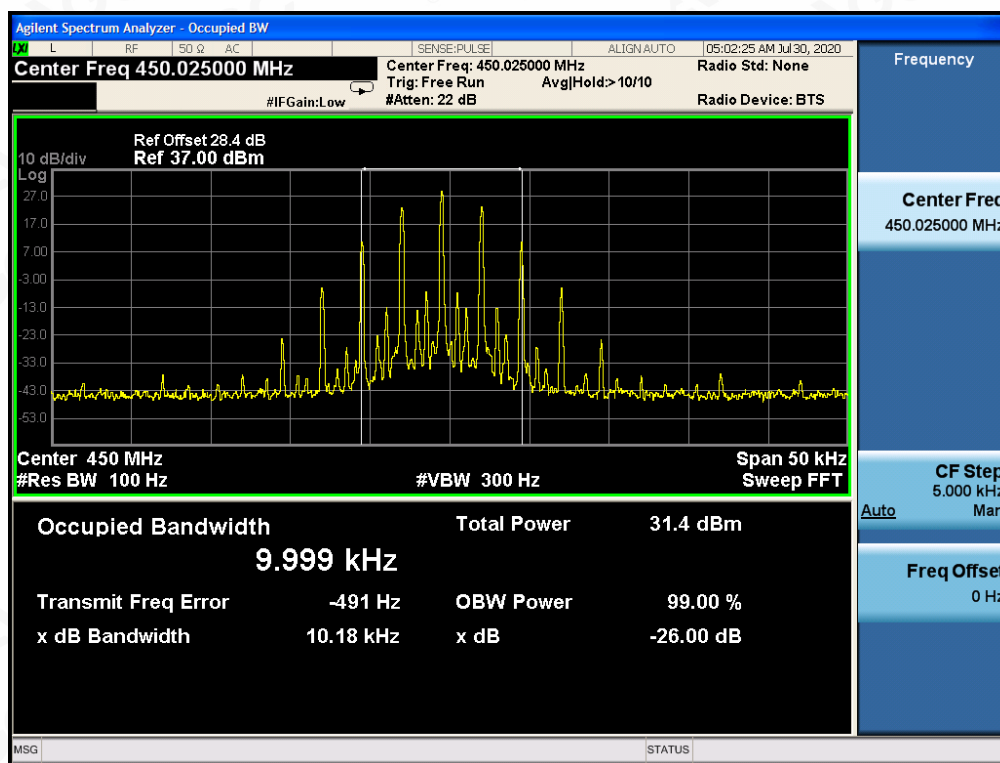 Agilent Spectrum Analyzer - Occupied BW
LXI L RF 50 Ω AC SENSE:PULSE ALIGN AUTO 05:02:25 AM Jul 30, 2020
Center Freq 450.025000 MHz
Center Freq: 450.025000 MHz
Radio Std: None
Trig: Free Run Avg|Hold:> 10/10
#IFGain:Low #Atten: 22 dB Radio Device: BTS
Ref Offset 28.4 dB
10 dB/div Ref 37.00 dBm
Log
27.0
17.0
7.00
-3.00
-13.0
-23.0
-33.0
-43.0
-53.0
Center 450 MHz Span 50 kHz
#Res BW 100 Hz #VBW 300 Hz Sweep FFT
Occupied Bandwidth Total Power 31.4 dBm
9.999 kHz
Transmit Freq Error -491 Hz OBW Power 99.00 %
x dB Bandwidth 10.18 kHz x dB -26.00 dB
MSG STATUS
Frequency
Center Freq
450.025000 MHz
CF Step
5.000 kHz
Auto Man
Freq Offset
0 Hz